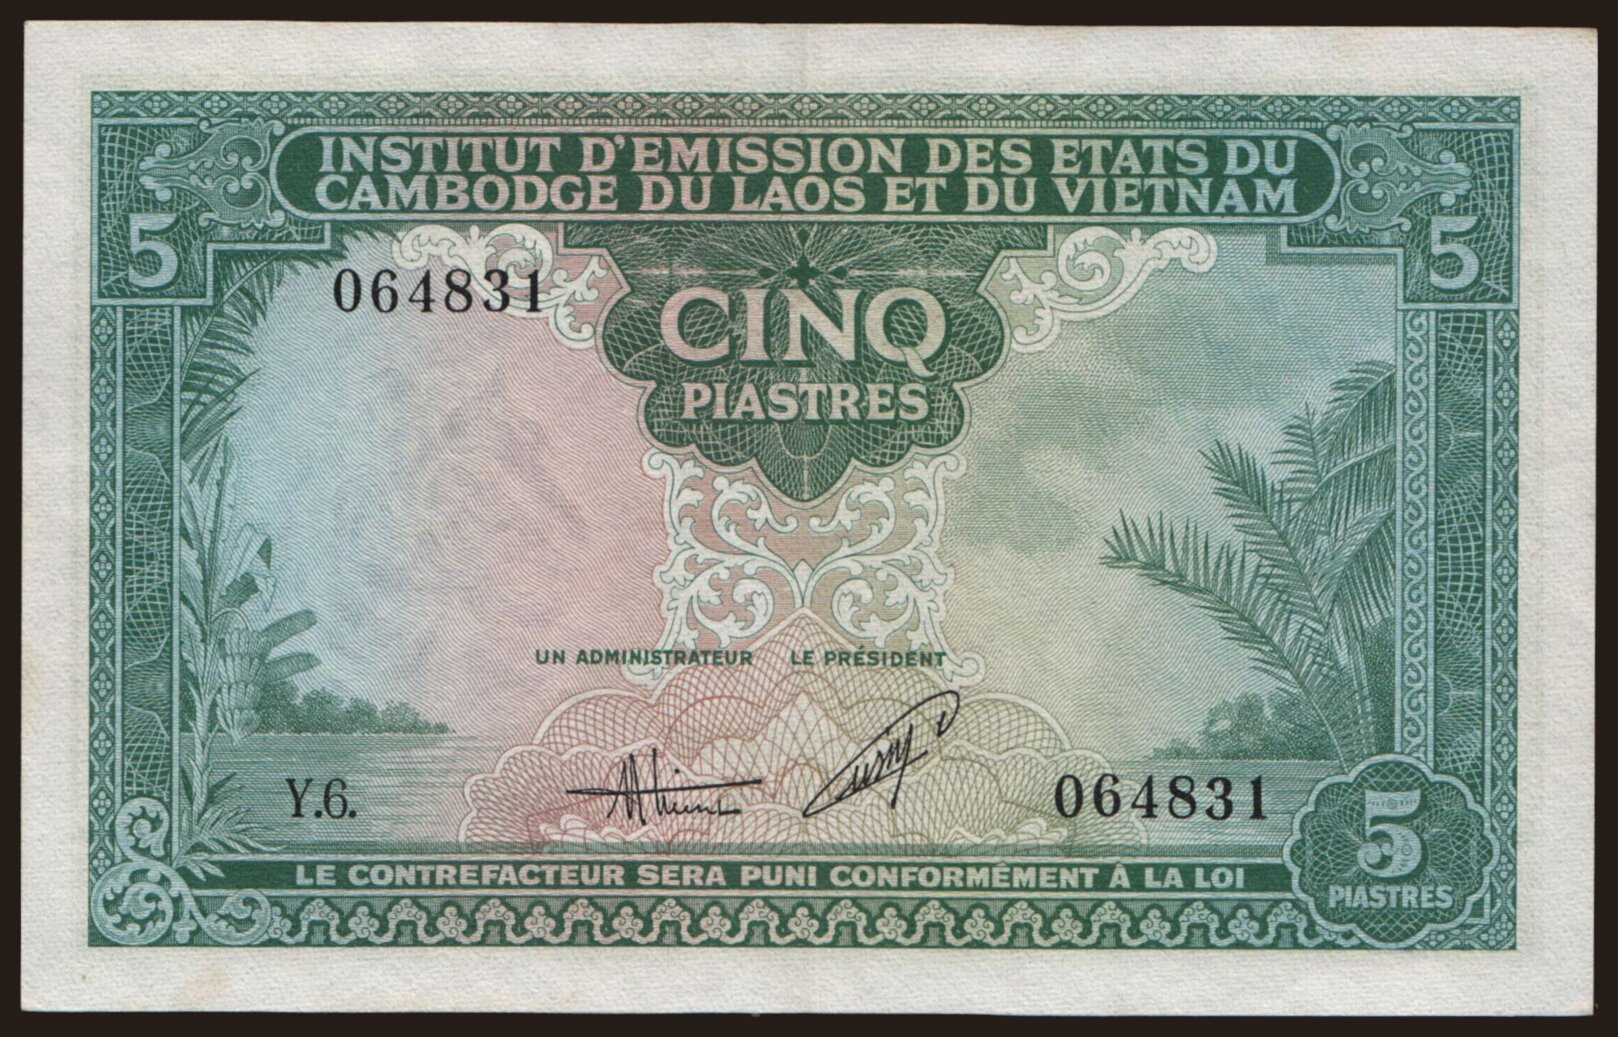 INSTITUT D'EMISSION DES ETATS DU
CAMBODGE DU LAOS ET DU VIETNAM
5
5
064831
CINQ
PIASTRES
UN ADMINISTRATEUR LE PRÉSIDENT
Y.6.
064831
5
PIASTRES
LE CONTREFACTEUR SERA PUNI CONFORMÉMENT À LA LOI